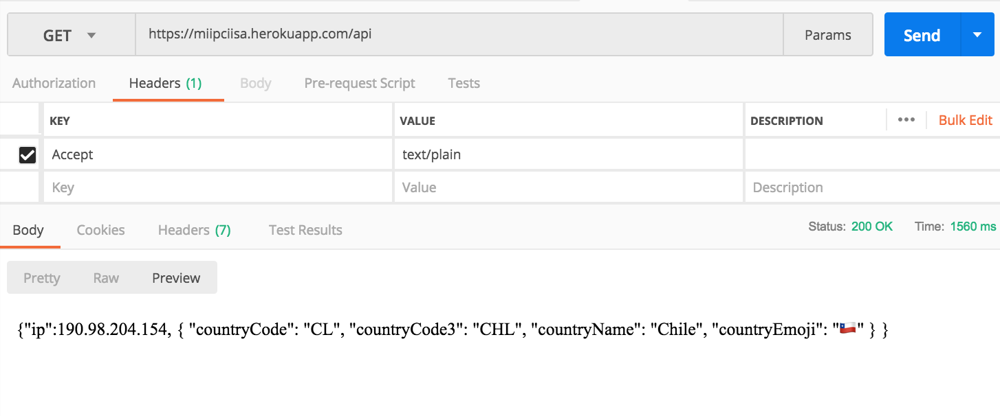 GET https://miipciisa.herokuapp.com/api Params Send
Authorization Headers (1) Body Pre-request Script Tests
KEY VALUE DESCRIPTION ••• Bulk Edit
Accept text/plain
Key Value Description
Body Cookies Headers (7) Test Results Status: 200 OK Time: 1560 ms
Pretty Raw Preview
{"ip":190.98.204.154, { "countryCode": "CL", "countryCode3": "CHL", "countryName": "Chile", "countryEmoji": "🇨🇱" } }